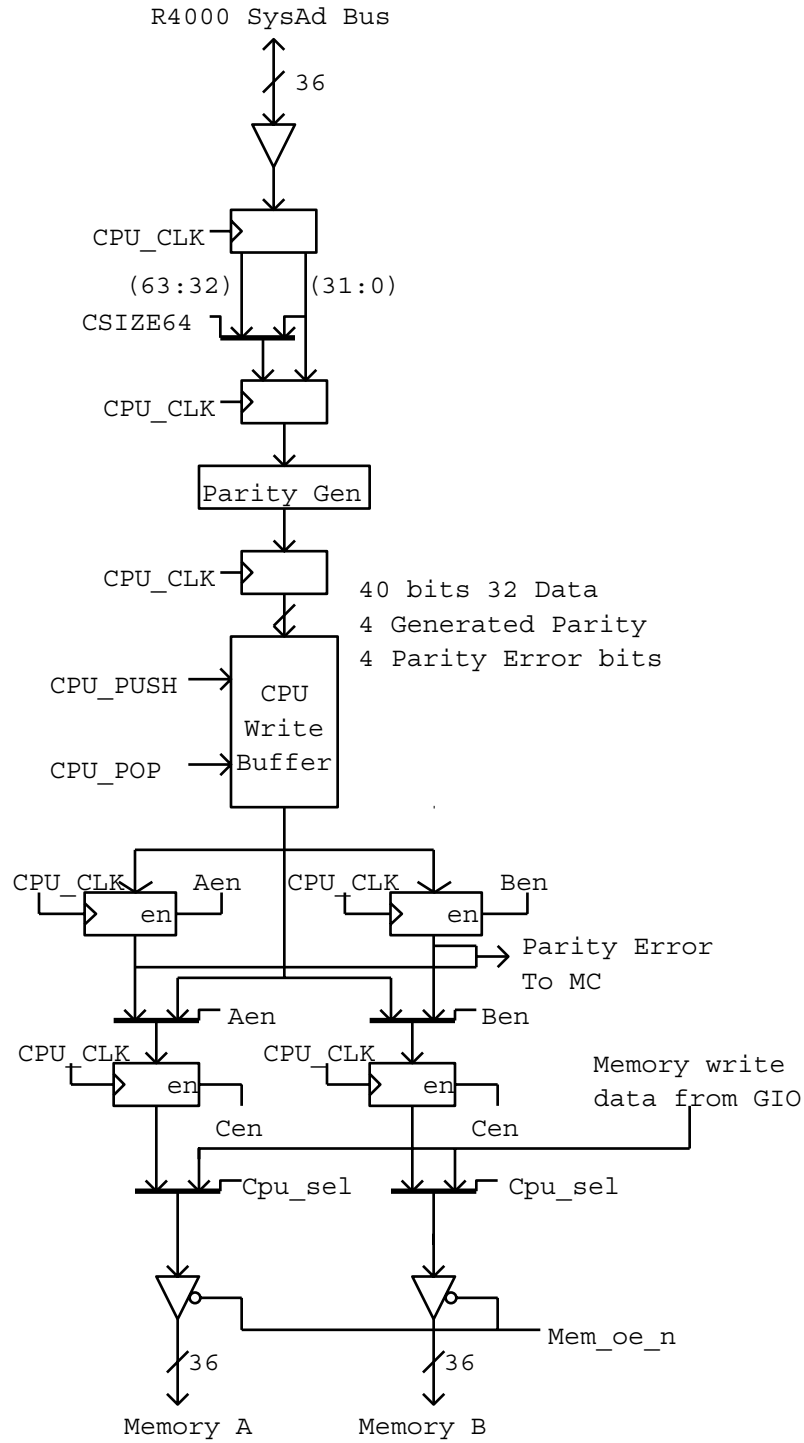 R4000 SysAd Bus
36
CPU_CLK
(63:32) (31:0)
CSIZE64
CPU_CLK
Parity Gen
CPU_CLK
40 bits 32 Data
4 Generated Parity
4 Parity Error bits
CPU_PUSH
CPU
Write
Buffer
CPU_POP
CPU_CLK Aen CPU_CLK Ben
en en
Parity Error
To MC
Aen Ben
CPU_CLK CPU_CLK
Memory write
data from GIO
en en
Cen Cen
Cpu_sel Cpu_sel
Mem_oe_n
36 36
Memory A Memory B